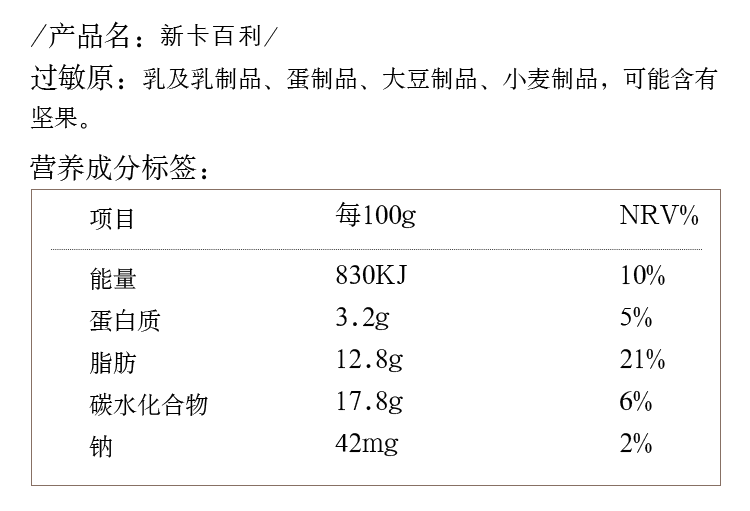 /产品名：新卡百利/
过敏原：乳及乳制品、蛋制品、大豆制品、小麦制品，可能含有
坚果。
营养成分标签：
项目 每100g NRV%
能量 830KJ 10%
蛋白质 3.2g 5%
脂肪 12.8g 21%
碳水化合物 17.8g 6%
钠 42mg 2%